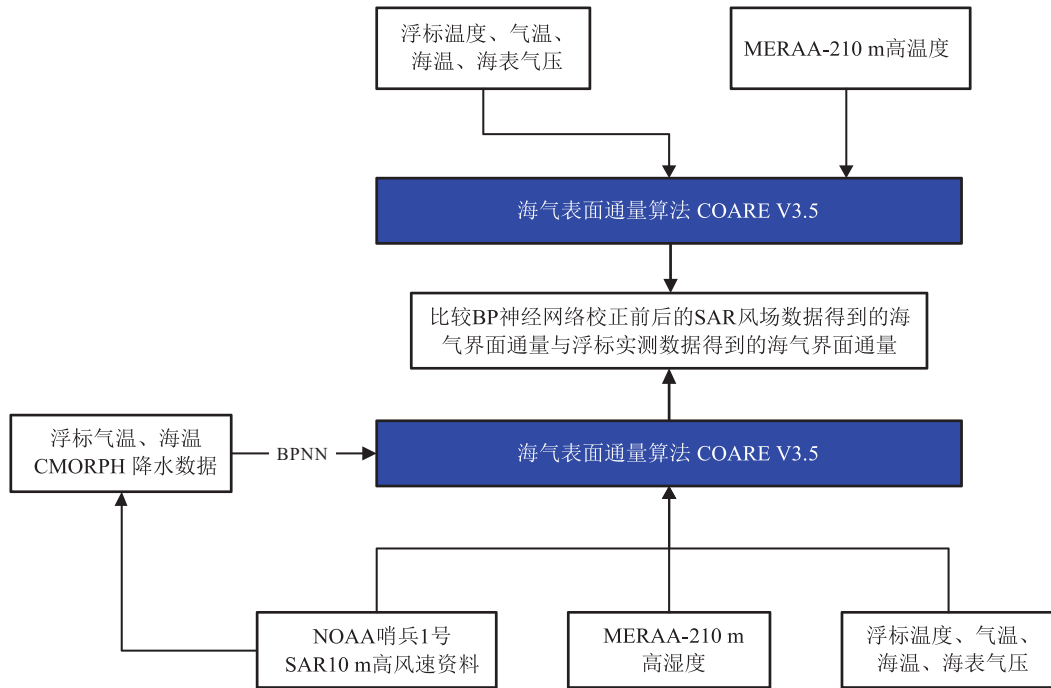 浮标温度、气温、
海温、海表气压
MERAA-210 m高温度
海气表面通量算法 COARE V3.5
比较BP神经网络校正前后的SAR风场数据得到的海
气界面通量与浮标实测数据得到的海气界面通量
浮标气温、海温
CMORPH 降水数据
BPNN
海气表面通量算法 COARE V3.5
NOAA哨兵1号
SAR10 m高风速资料
MERAA-210 m
高湿度
浮标温度、气温、
海温、海表气压